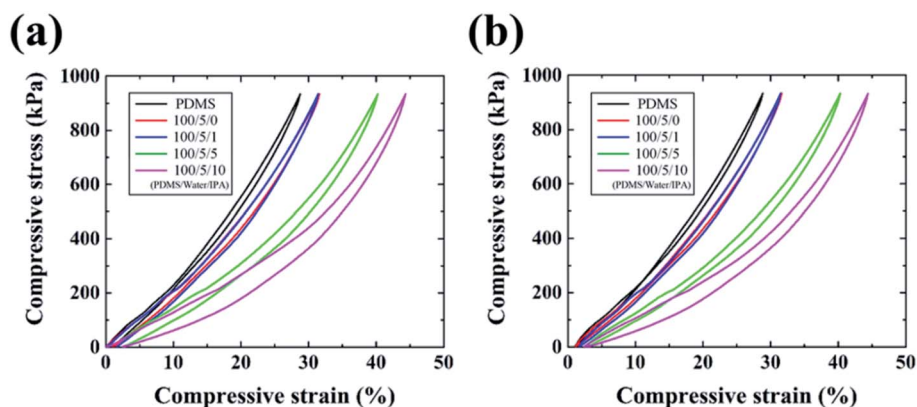 (a)
Compressive stress (kPa)
1000
800
600
400
200
0
PDMS
100/5/0
100/5/1
100/5/5
100/5/10
(PDMS/Water/IPA)
0 10 20 30 40 50
Compressive strain (%)
(b)
Compressive stress (kPa)
1000
800
600
400
200
0
PDMS
100/5/0
100/5/1
100/5/5
100/5/10
(PDMS/Water/IPA)
0 10 20 30 40 50
Compressive strain (%)